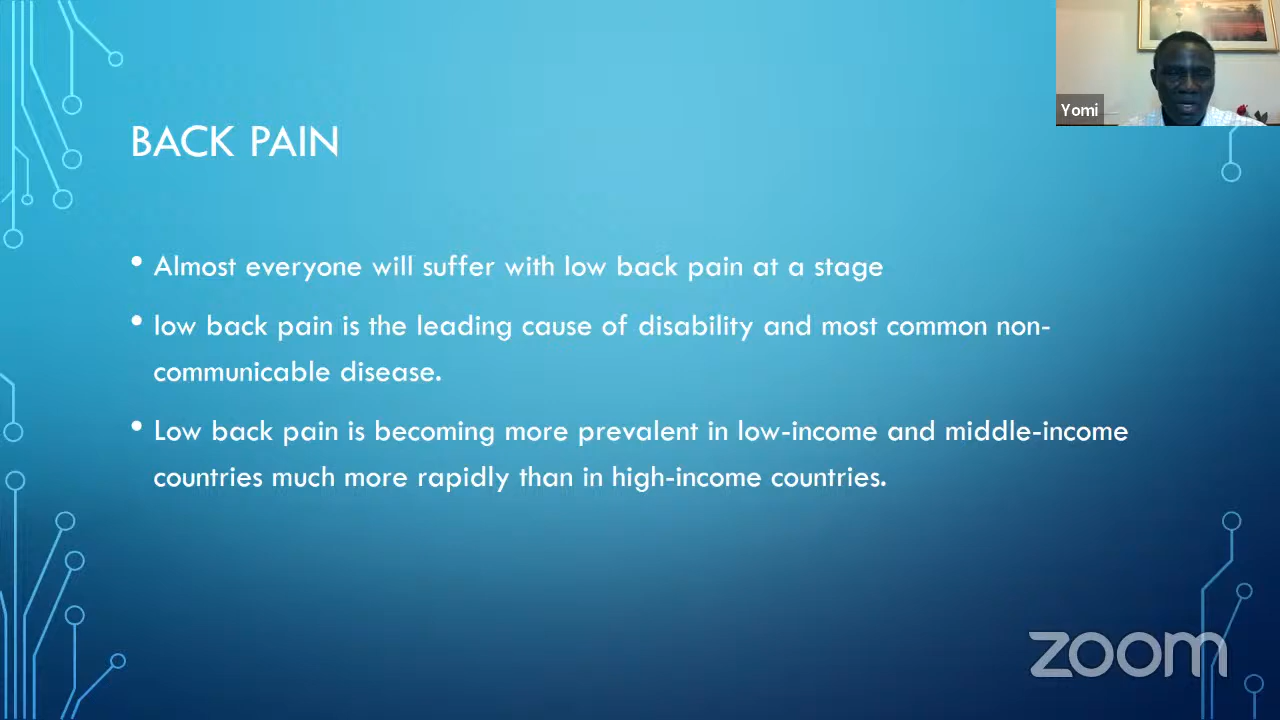 Yomi
BACK PAIN
• Almost everyone will suffer with low back pain at a stage
• low back pain is the leading cause of disability and most common non-
communicable disease.
• Low back pain is becoming more prevalent in low-income and middle-income
countries much more rapidly than in high-income countries.
zoom